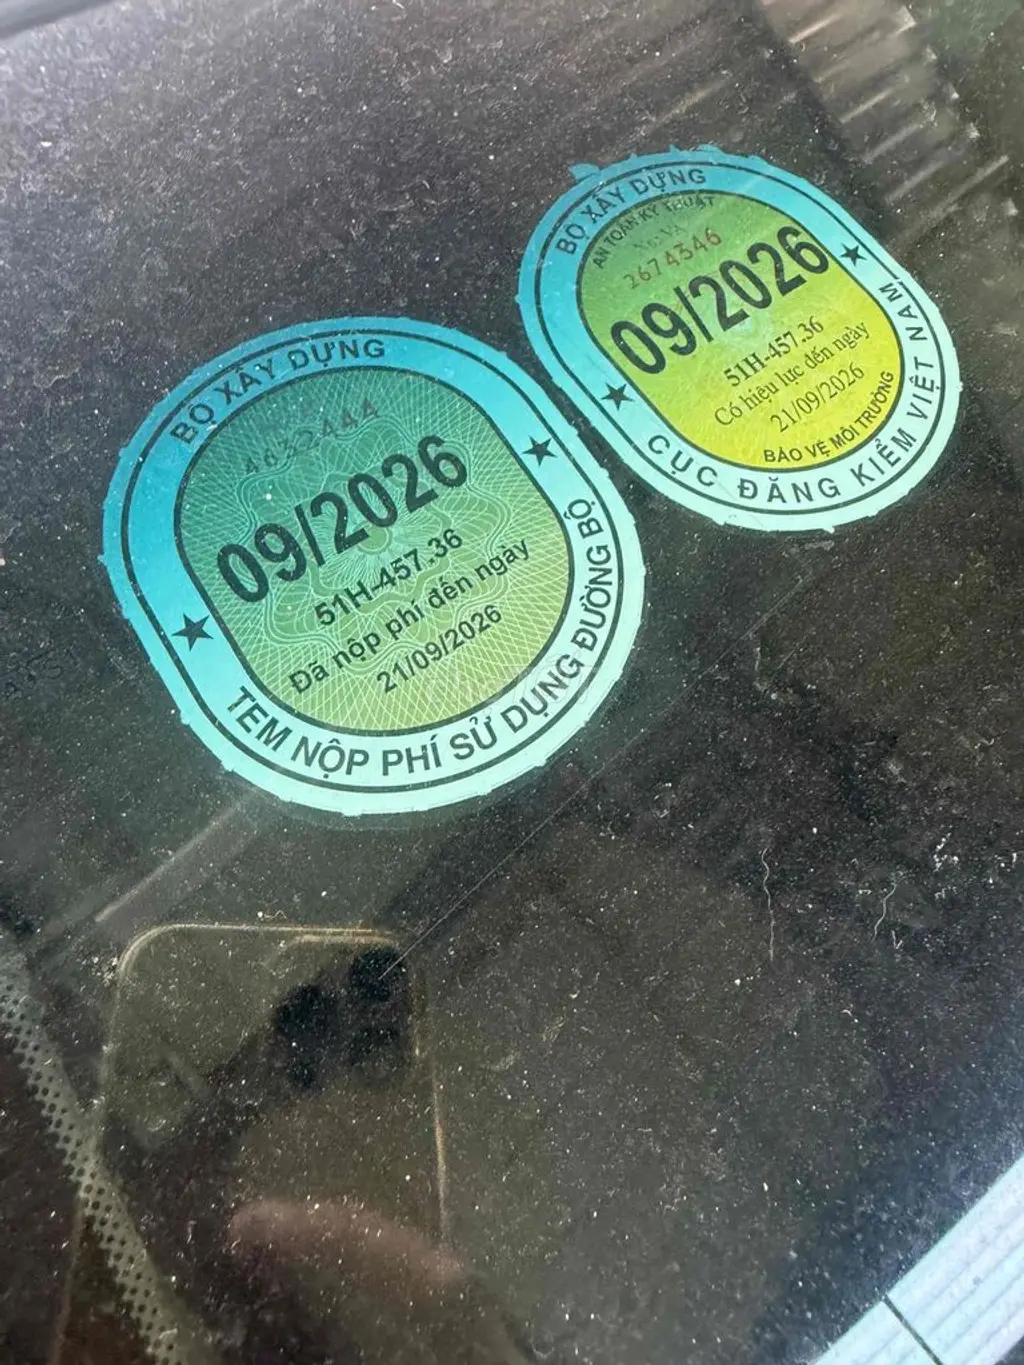 BỘ XÂY DỰNG
463244
09/2026
51H-457.36
Đã nộp phí đến ngày
21/09/2026
TEM NỘP PHÍ SỬ DỤNG ĐƯỜNG BỘ
BỘ XÂY DỰNG
AN TOÀN KỸ THUẬT
2674346
09/2026
51H-457.36
Có hiệu lực đến ngày
21/09/2026
BẢO VỆ MÔI TRƯỜNG
CỤC ĐĂNG KIỂM VIỆT NAM